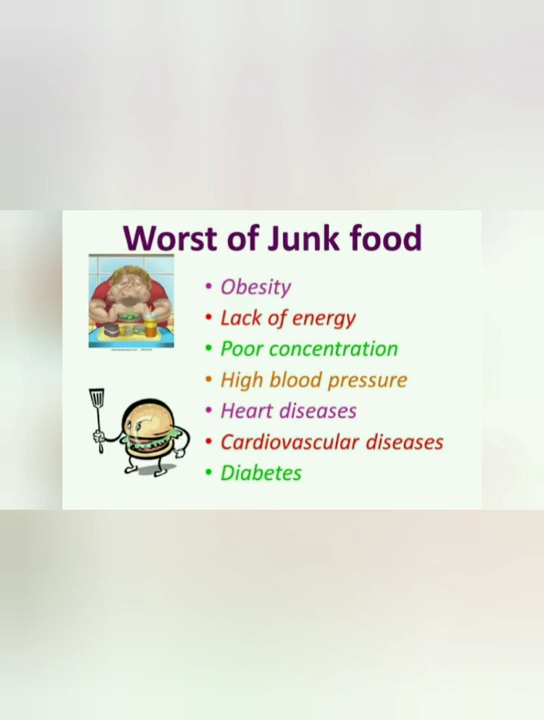 Worst of Junk food
• Obesity
• Lack of energy
• Poor concentration
• High blood pressure
• Heart diseases
• Cardiovascular diseases
• Diabetes